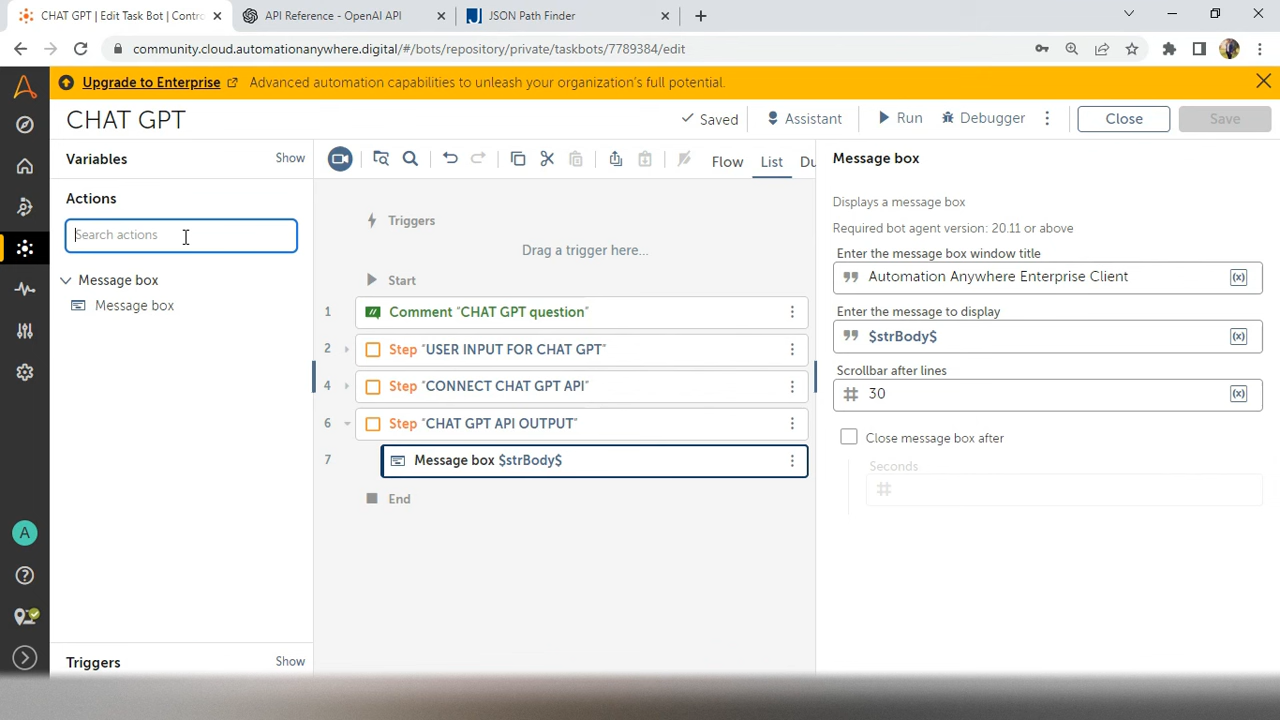 CHAT GPT | Edit Task Bot | Contro
API Reference - OpenAI API
JSON Path Finder
community.cloud.automationanywhere.digital/#/bots/repository/private/taskbots/7789384/edit
Upgrade to Enterprise Advanced automation capabilities to unleash your organization's full potential.
CHAT GPT
Saved
Assistant
Run
Debugger
Close
Save
Variables
Show
Flow
List
Du
Message box
Actions
Search actions
Message box
Message box
Triggers
Drag a trigger here...
Start
1 Comment "CHAT GPT question"
2 Step "USER INPUT FOR CHAT GPT"
4 Step "CONNECT CHAT GPT API"
6 Step "CHAT GPT API OUTPUT"
7 Message box $strBody$
End
Displays a message box
Required bot agent version: 20.11 or above
Enter the message box window title
Automation Anywhere Enterprise Client
(x)
Enter the message to display
$strBody$
(x)
Scrollbar after lines
30
(x)
Close message box after
Seconds
A
Triggers
Show